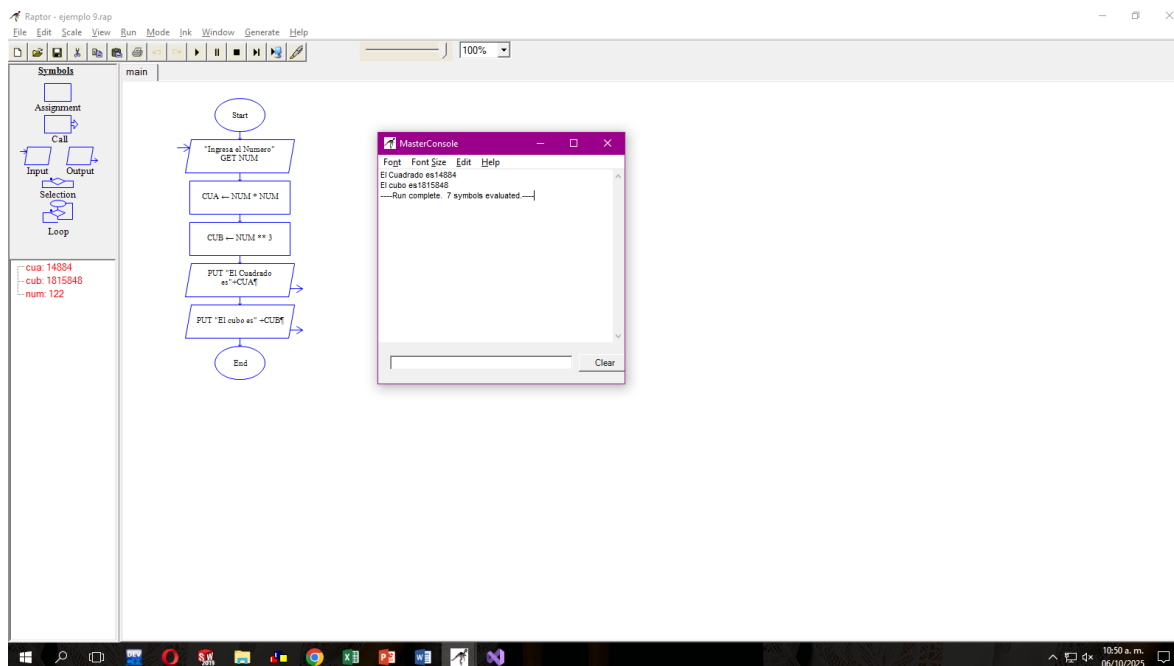 Raptor - ejemplo 9.rap
File Edit Scale View Run Mode Ink Window Generate Help
100%
Symbols
Assignment
Call
Input Output
Selection
Loop
cua: 14884
cub: 1815848
num: 122
main
Start
"Ingresa el Numero"
GET NUM
CUA ← NUM * NUM
CUB ← NUM ** 3
PUT "El Cuadrado
es"+CUA¶
PUT "El cubo es" +CUB¶
End
MasterConsole
Font Font Size Edit Help
El Cuadrado es14884
El cubo es1815848
----Run complete. 7 symbols evaluated.----
Clear
DEV
SW
2019
10:50 a. m.
06/10/2025